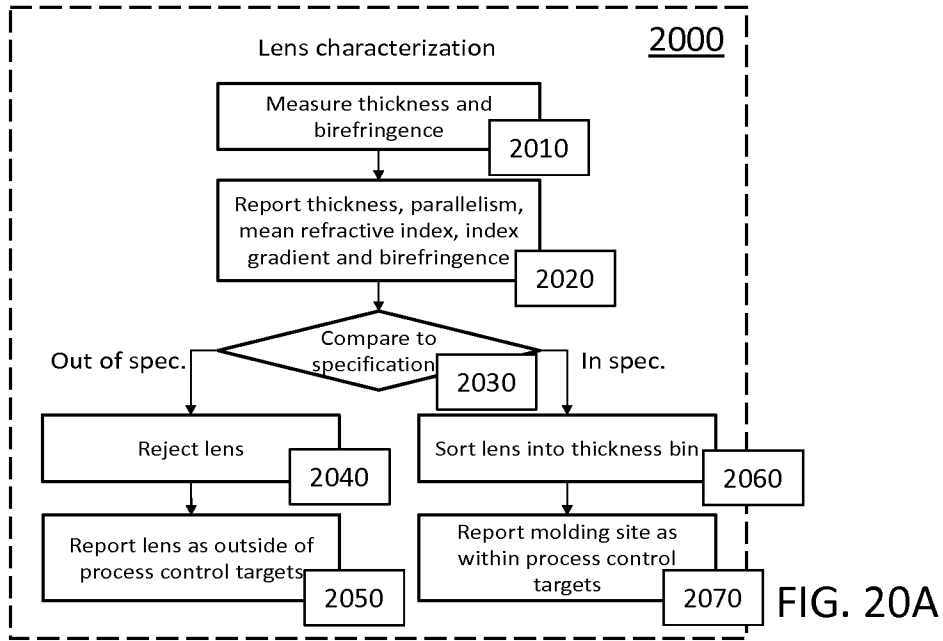 2000
Lens characterization
Measure thickness and
birefringence
2010
Report thickness, parallelism,
mean refractive index, index
gradient and birefringence
2020
Compare to
specification
2030
Out of spec.
In spec.
Reject lens
2040
Sort lens into thickness bin
2060
Report lens as outside of
process control targets
2050
Report molding site as
within process control
targets
2070
FIG. 20A